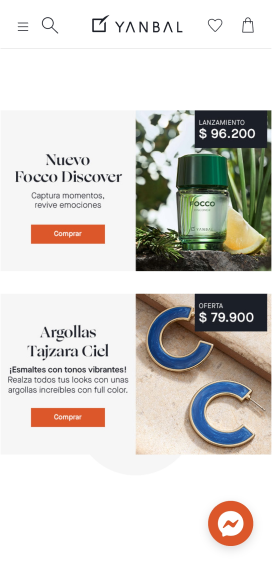 YANBAL
Nuevo
Focco Discover
Captura momentos,
revive emociones
Comprar
LANZAMIENTO
$ 96.200
FOCCO
YANBAL
Argollas
Tajzara Ciel
¡Esmaltes con tonos vibrantes!
Realza todos tus looks con unas
argollas increíbles con full color.
Comprar
OFERTA
$ 79.900